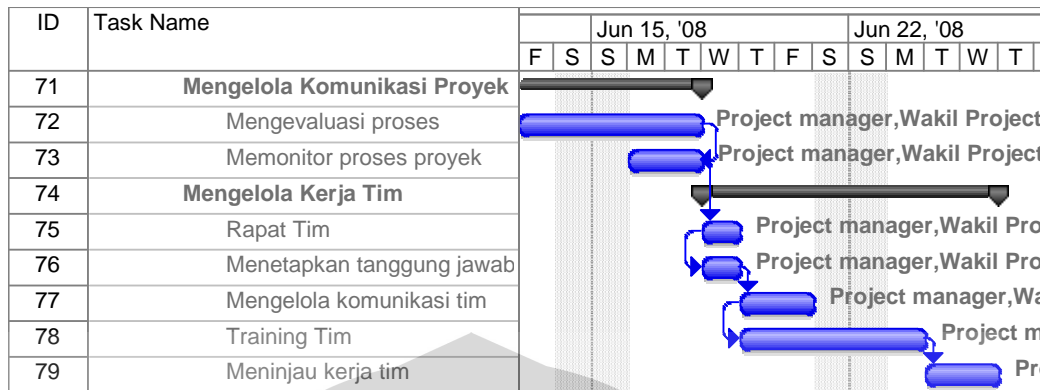 ID Task Name Jun 15, '08 Jun 22, '08
F S S M T W T F S S M T W T
71 Mengelola Komunikasi Proyek
72 Mengevaluasi proses Project manager,Wakil Project
73 Memonitor proses proyek Project manager,Wakil Project
74 Mengelola Kerja Tim
75 Rapat Tim Project manager,Wakil Pro
76 Menetapkan tanggung jawab Project manager,Wakil Pro
77 Mengelola komunikasi tim Project manager,Wa
78 Training Tim Project m
79 Meninjau kerja tim Pro